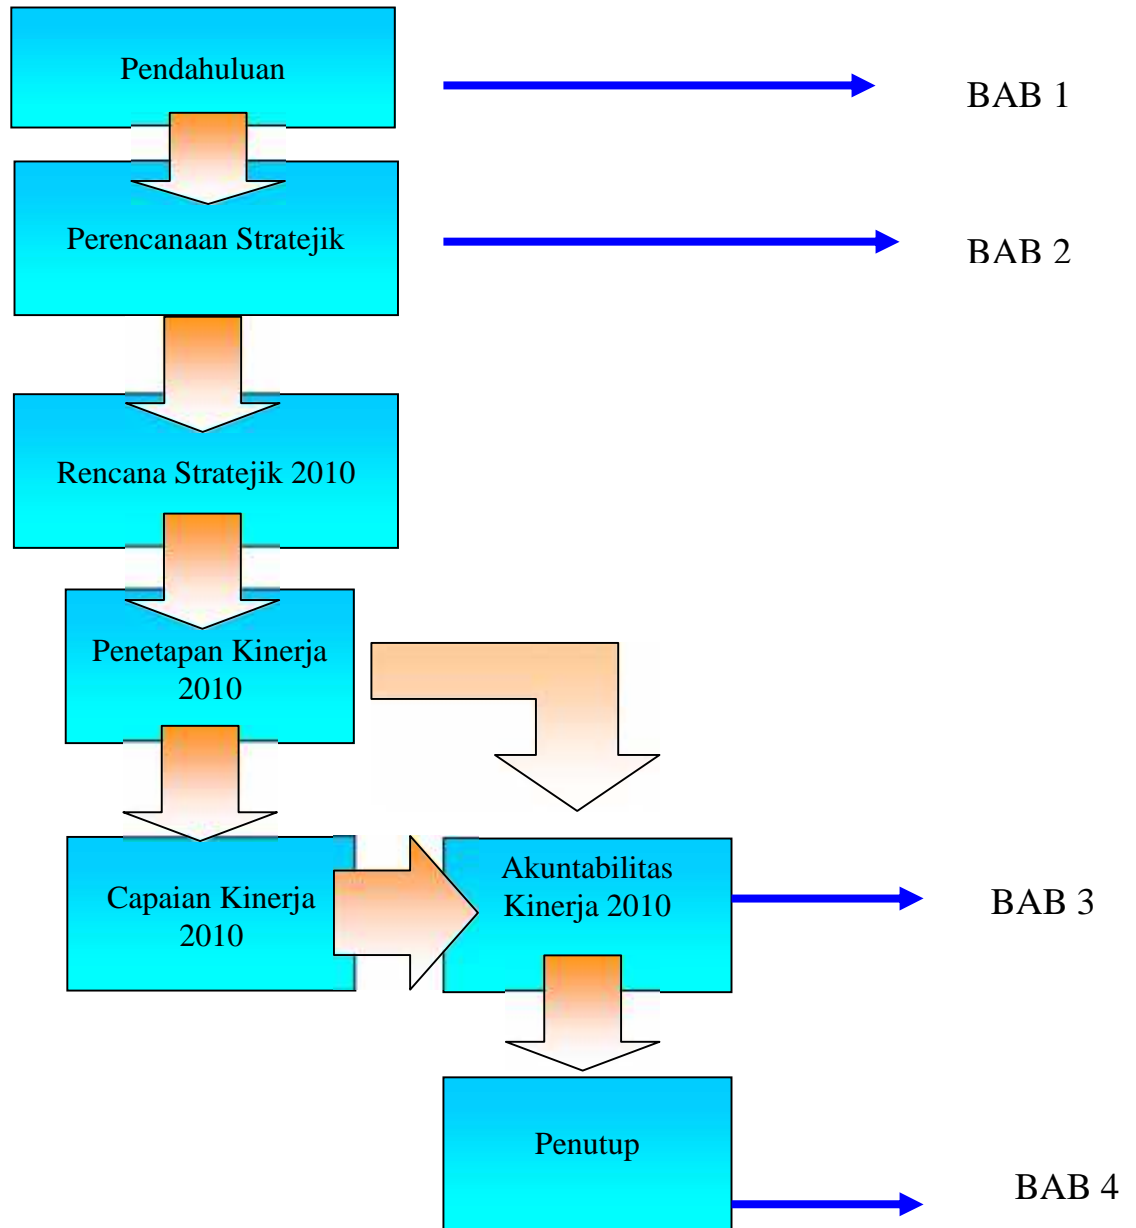 Pendahuluan
BAB 1
Perencanaan Stratejik
BAB 2
Rencana Stratejik 2010
Penetapan Kinerja
2010
Capaian Kinerja
2010
Akuntabilitas
Kinerja 2010
BAB 3
Penutup
BAB 4